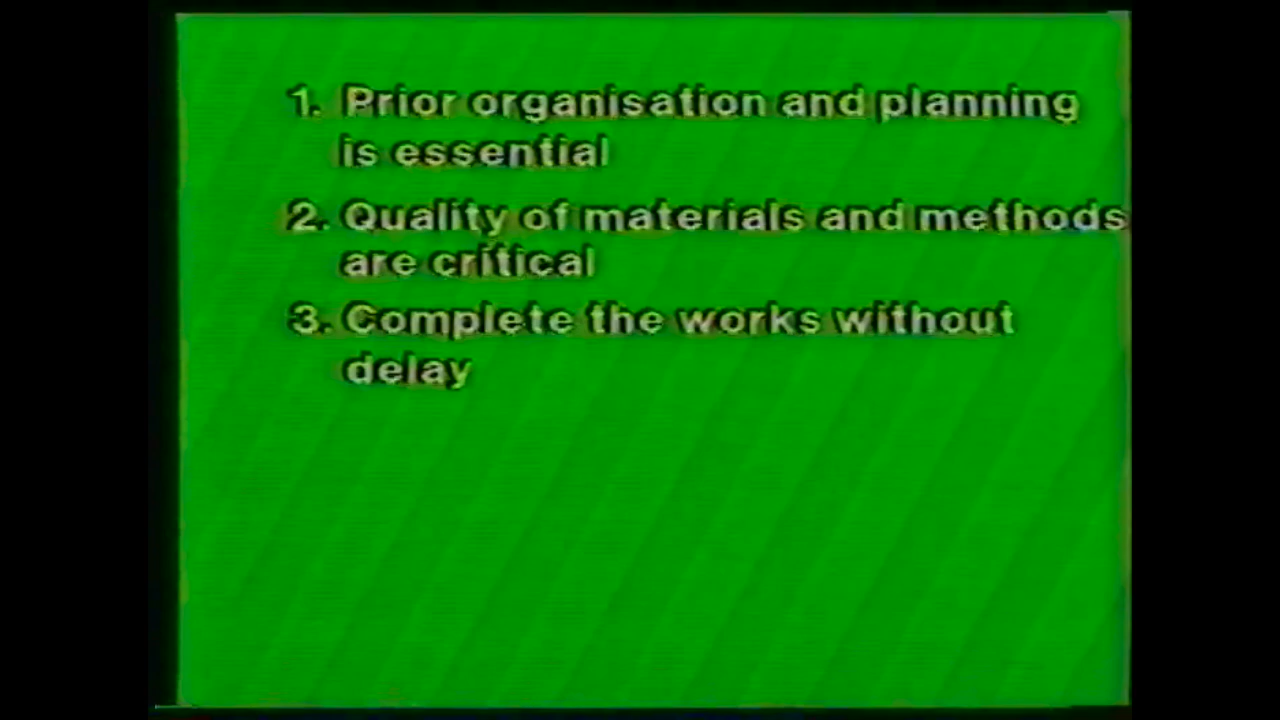 1. Prior organisation and planning
is essential
2. Quality of materials and methods
are critical
3. Complete the works without
delay